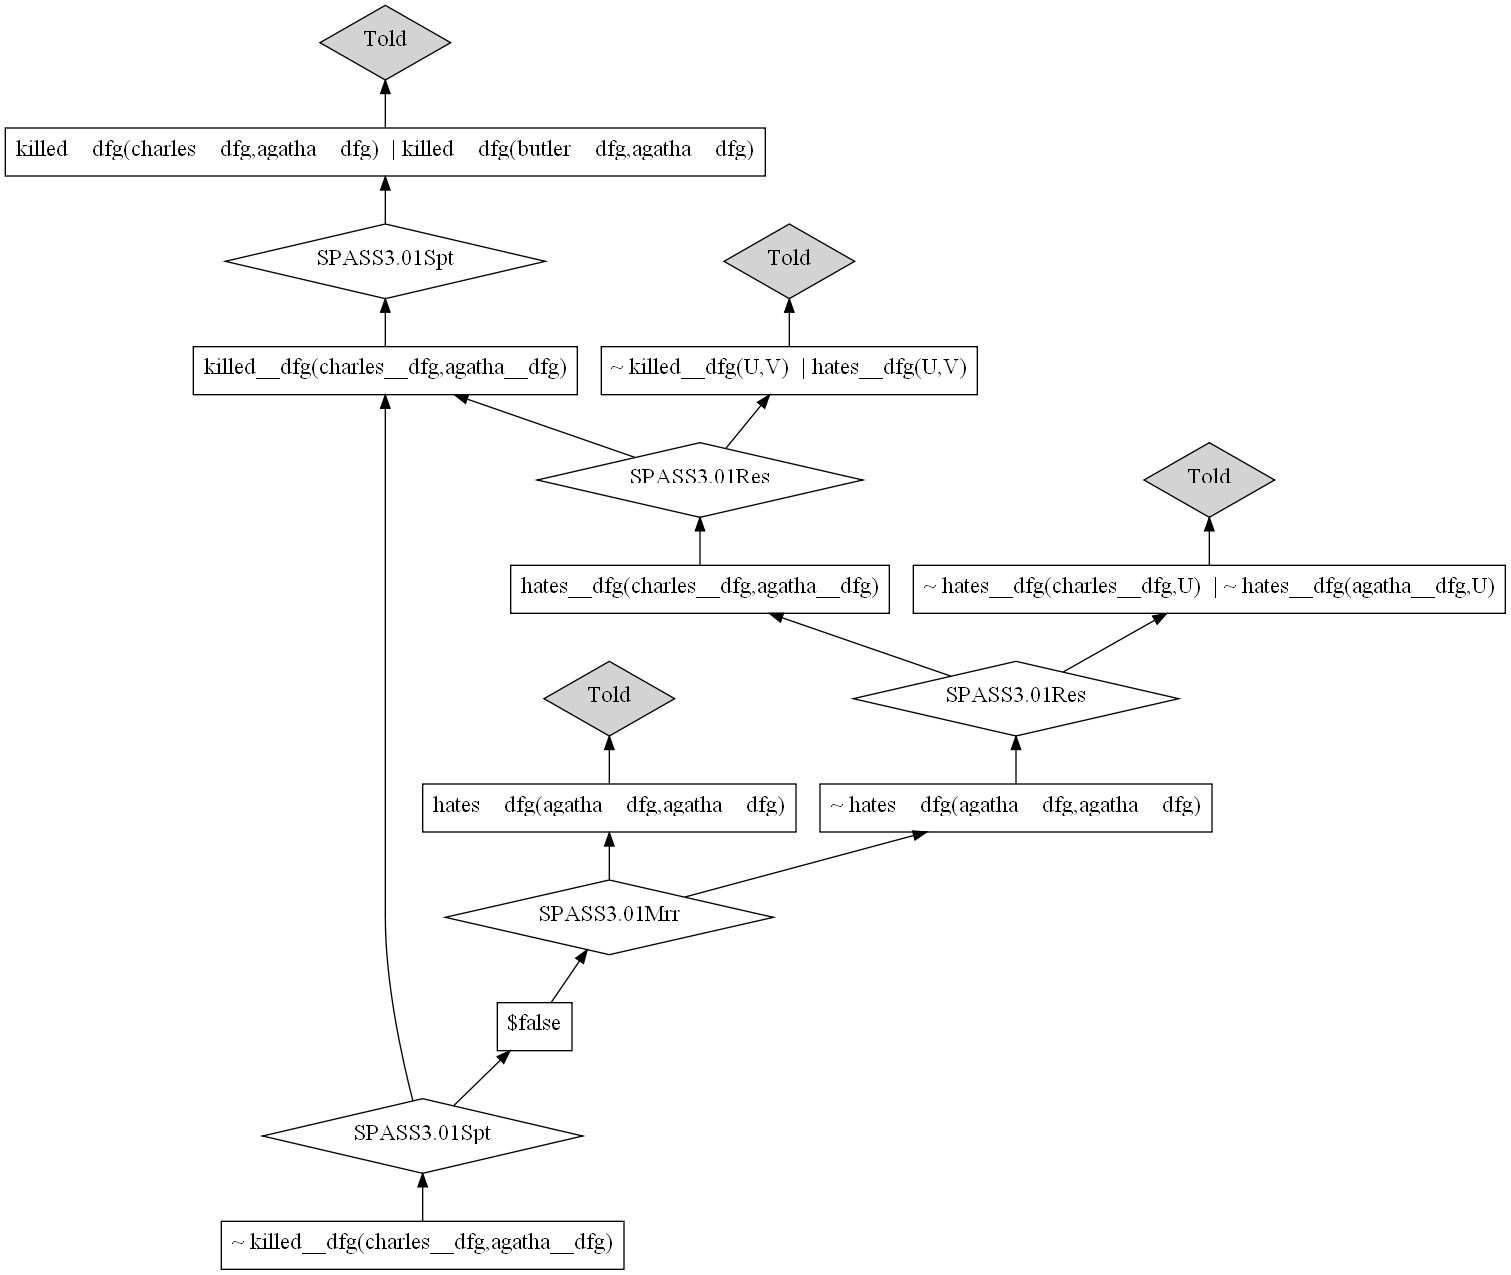 Told
killed dfg(charles dfg,agatha dfg) | killed dfg(butler dfg,agatha dfg)
SPASS3.01Spt
Told
killed__dfg(charles__dfg,agatha__dfg)
~ killed__dfg(U,V) | hates__dfg(U,V)
SPASS3.01Res
Told
hates__dfg(charles__dfg,agatha__dfg)
~ hates__dfg(charles__dfg,U) | ~ hates__dfg(agatha__dfg,U)
Told
SPASS3.01Res
hates dfg(agatha dfg,agatha dfg)
~ hates dfg(agatha dfg,agatha dfg)
SPASS3.01Mrr
$false
SPASS3.01Spt
~ killed__dfg(charles__dfg,agatha__dfg)